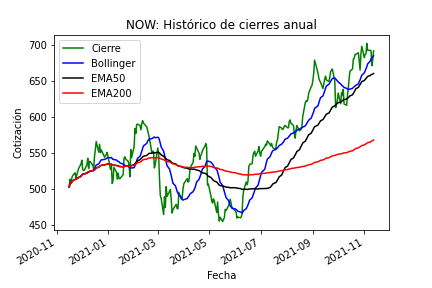 NOW: Histórico de cierres anual
Cierre
Bollinger
EMA50
EMA200
Cotización
700
650
600
550
500
450
2020-11
2021-01
2021-03
2021-05
2021-07
2021-09
2021-11
Fecha